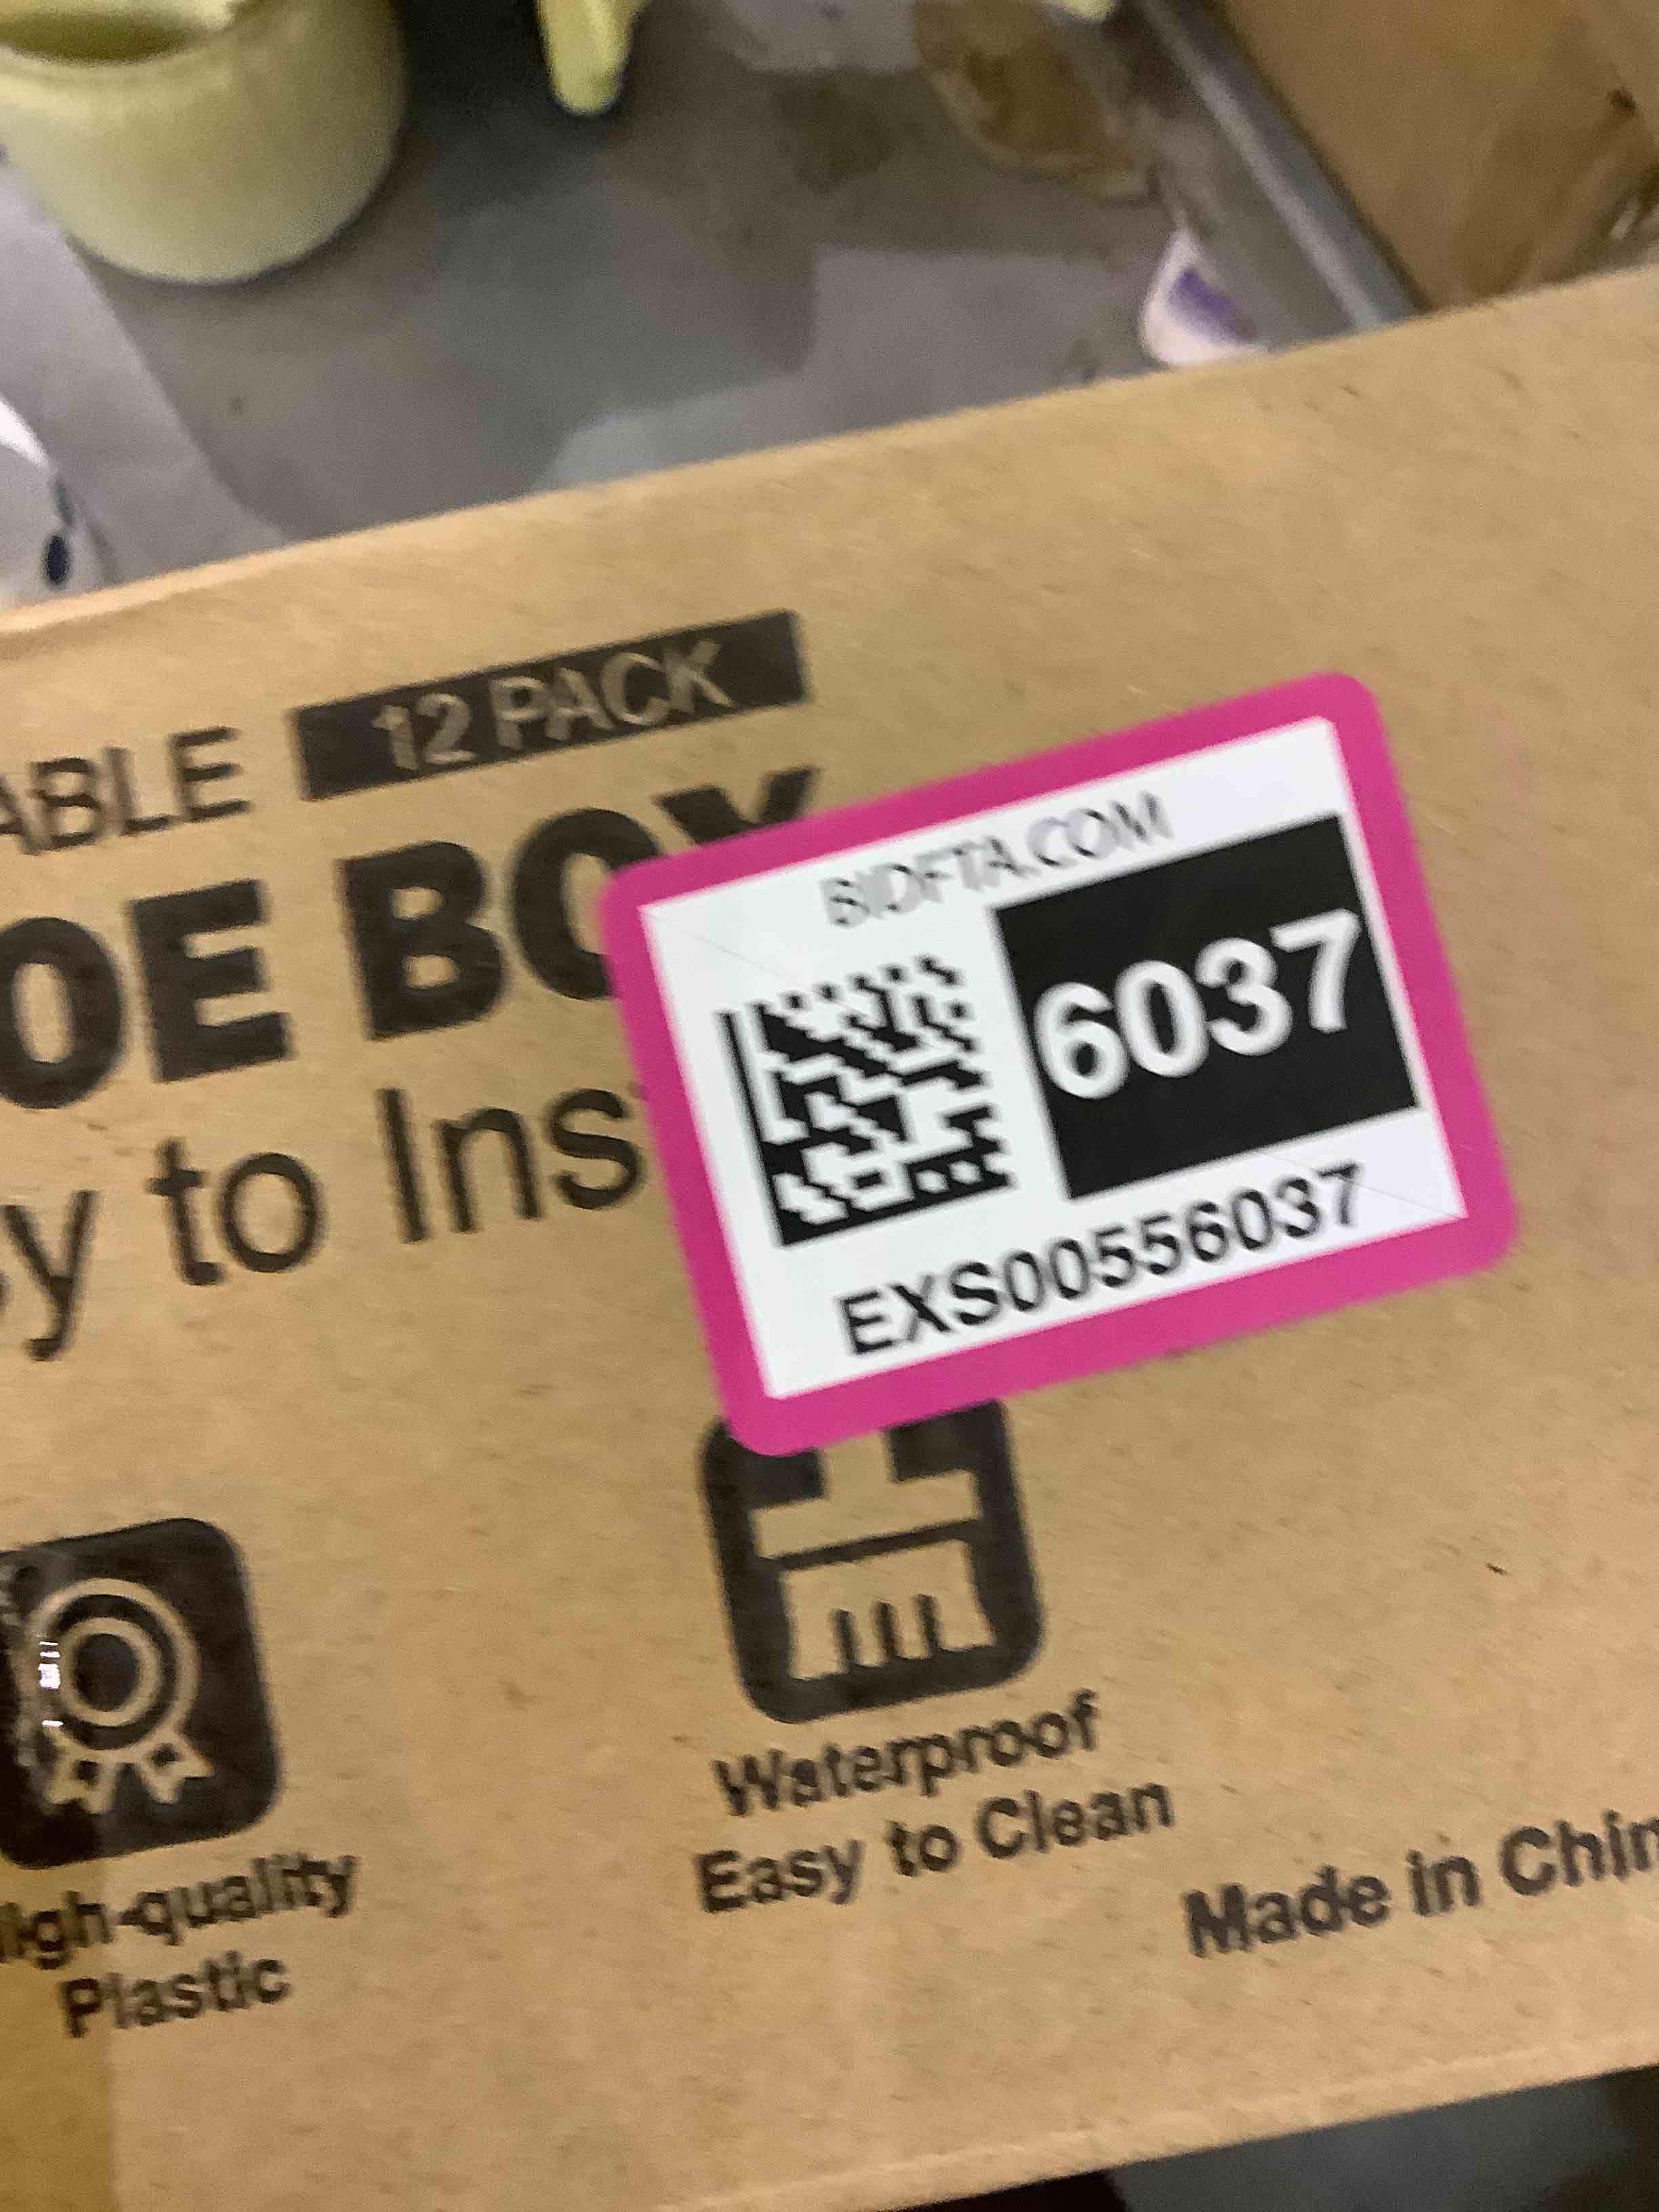 ABLE 12 PACK
OE BOX
y to Ins
BIDFTA.COM
6037
EXS00556037
igh-quality
Plastic
Waterproof
Easy to Clean
Made in Chin